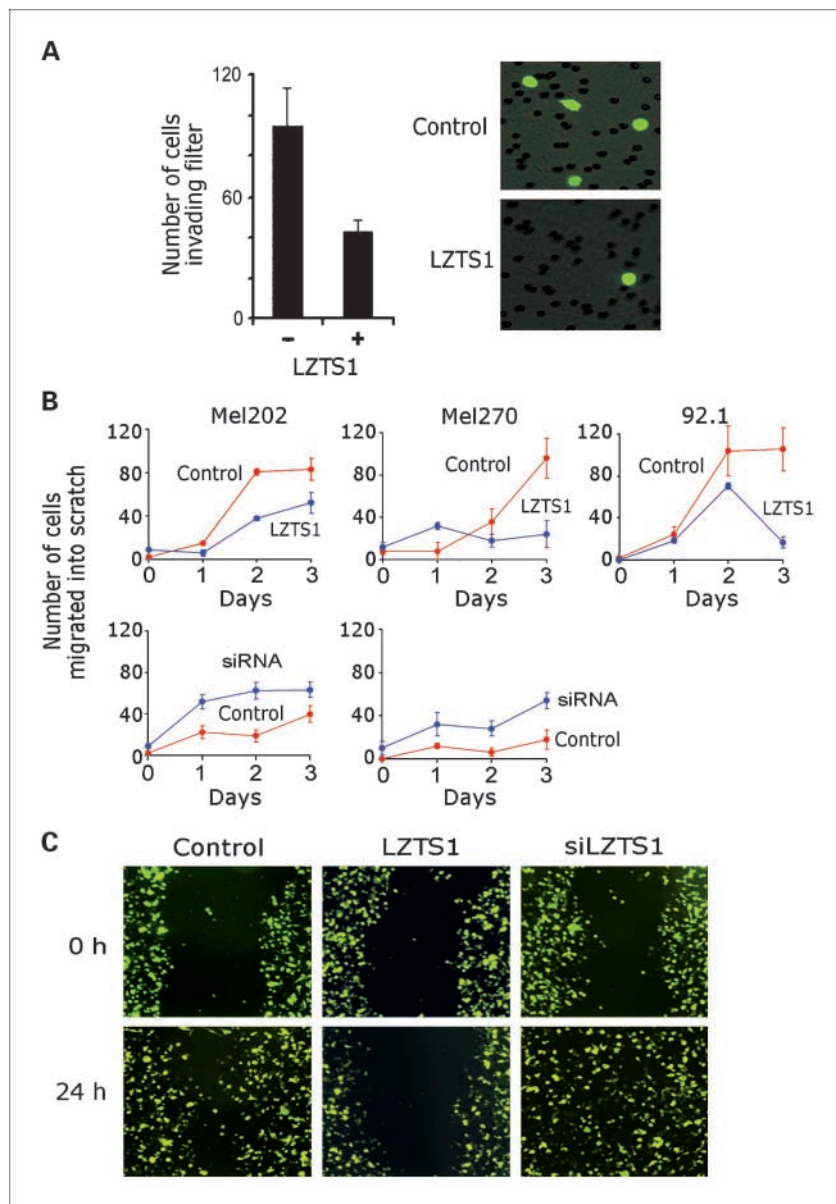 A
Number of cells
invading filter
120
60
0
-
+
LZTS1
Control
LZTS1
B
Number of cells
migrated into scratch
Mel202
120
80
40
0
Control
LZTS1
0 1 2 3
Days
Mel270
120
80
40
0
Control
LZTS1
0 1 2 3
Days
92.1
120
80
40
0
Control
LZTS1
0 1 2 3
Days
120
80
40
0
siRNA
Control
0 1 2 3
Days
120
80
40
0
siRNA
Control
0 1 2 3
Days
C
Control LZTS1 siLZTS1
0 h
24 h